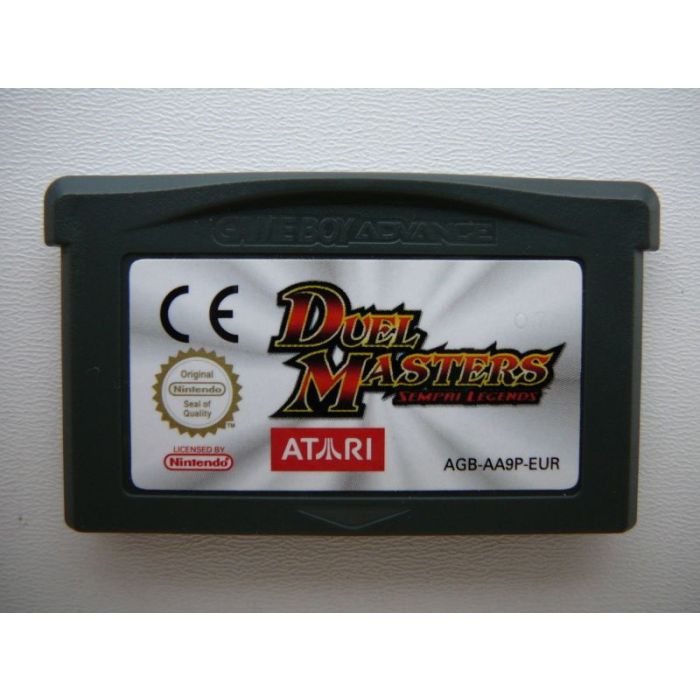 GAME BOY ADVANCE
CE
DUEL
MASTERS
SEMPAI LEGENDS
Original
Nintendo
Seal of
Quality
TM
LICENSED BY
Nintendo
ATARI
AGB-AA9P-EUR